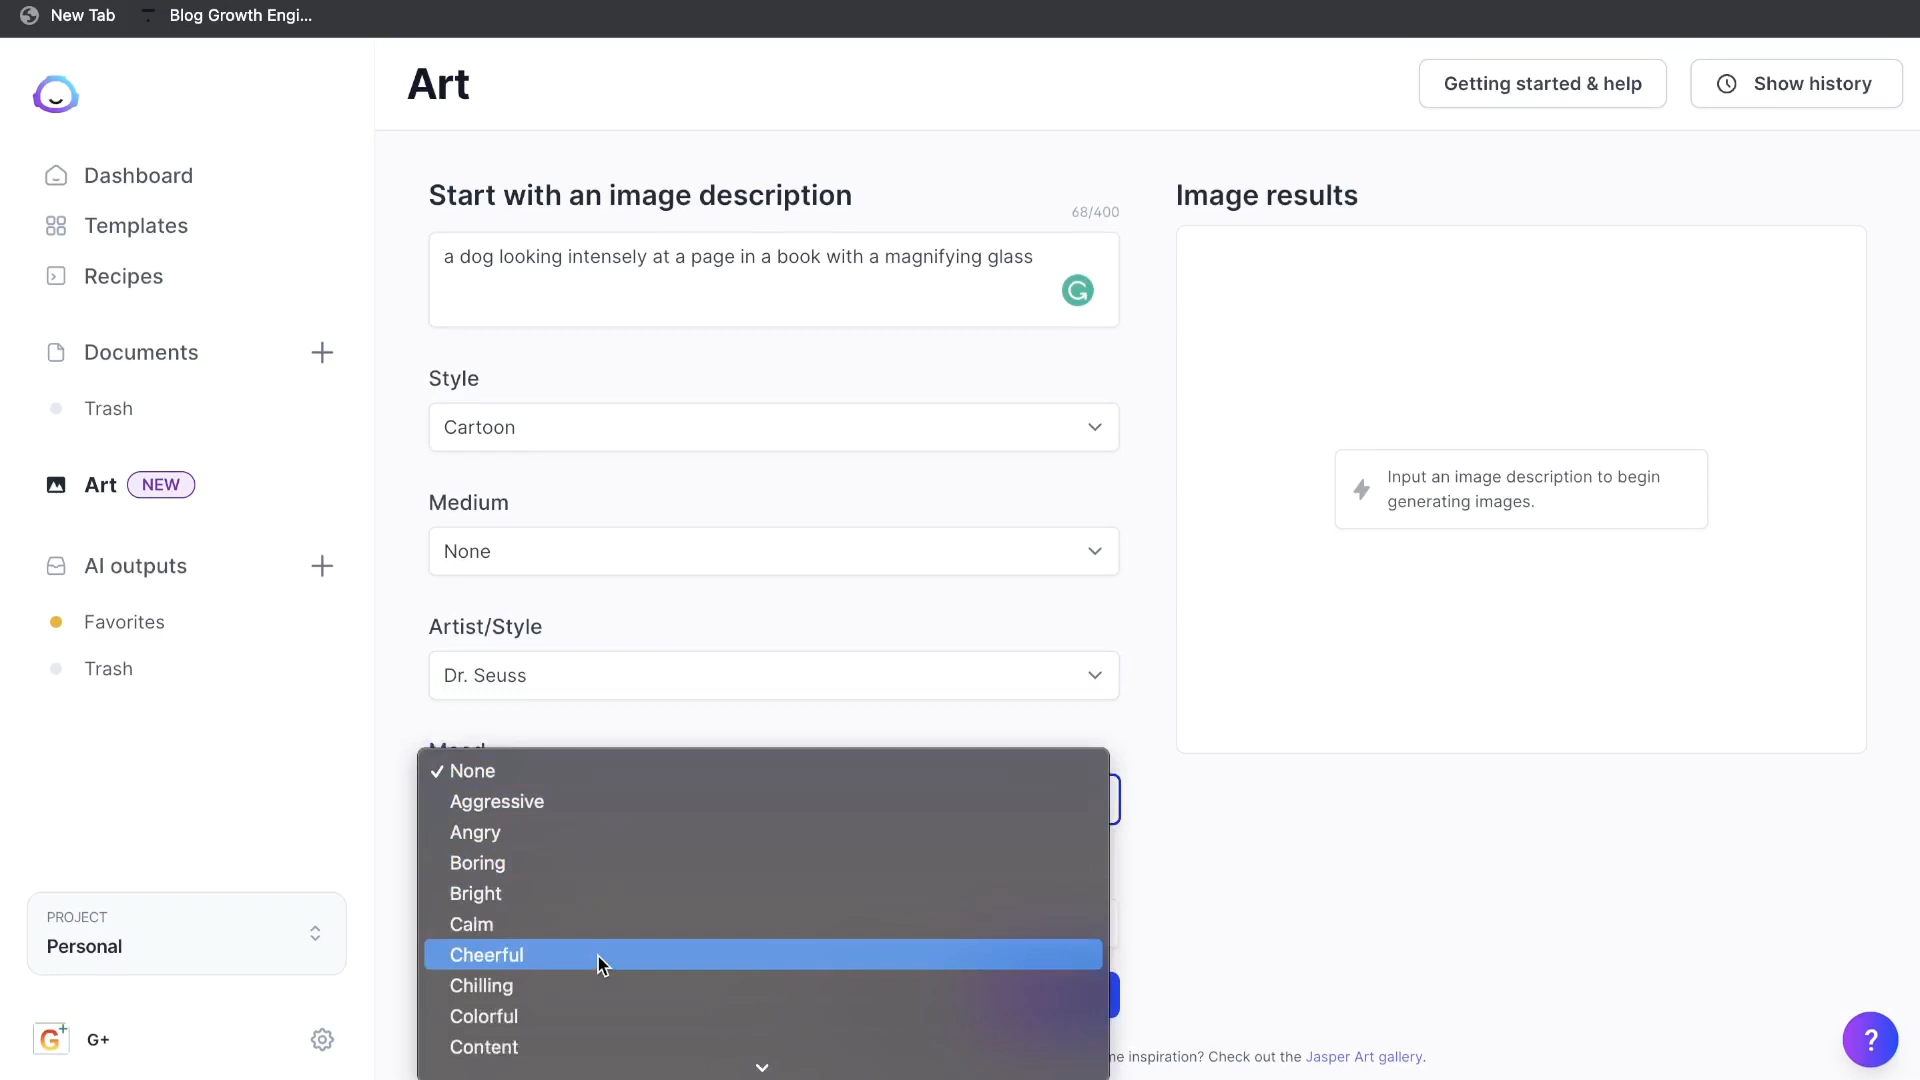 New Tab
Blog Growth Engi...
Art
Getting started & help
Show history
Dashboard
Templates
Recipes
Documents
Trash
Art NEW
AI outputs
Favorites
Trash
PROJECT
Personal
G+
Start with an image description
68/400
a dog looking intensely at a page in a book with a magnifying glass
Style
Cartoon
Medium
None
Artist/Style
Dr. Seuss
Mood
✓ None
Aggressive
Angry
Boring
Bright
Calm
Cheerful
Chilling
Colorful
Content
Image results
Input an image description to begin
generating images.
me inspiration? Check out the Jasper Art gallery.
?